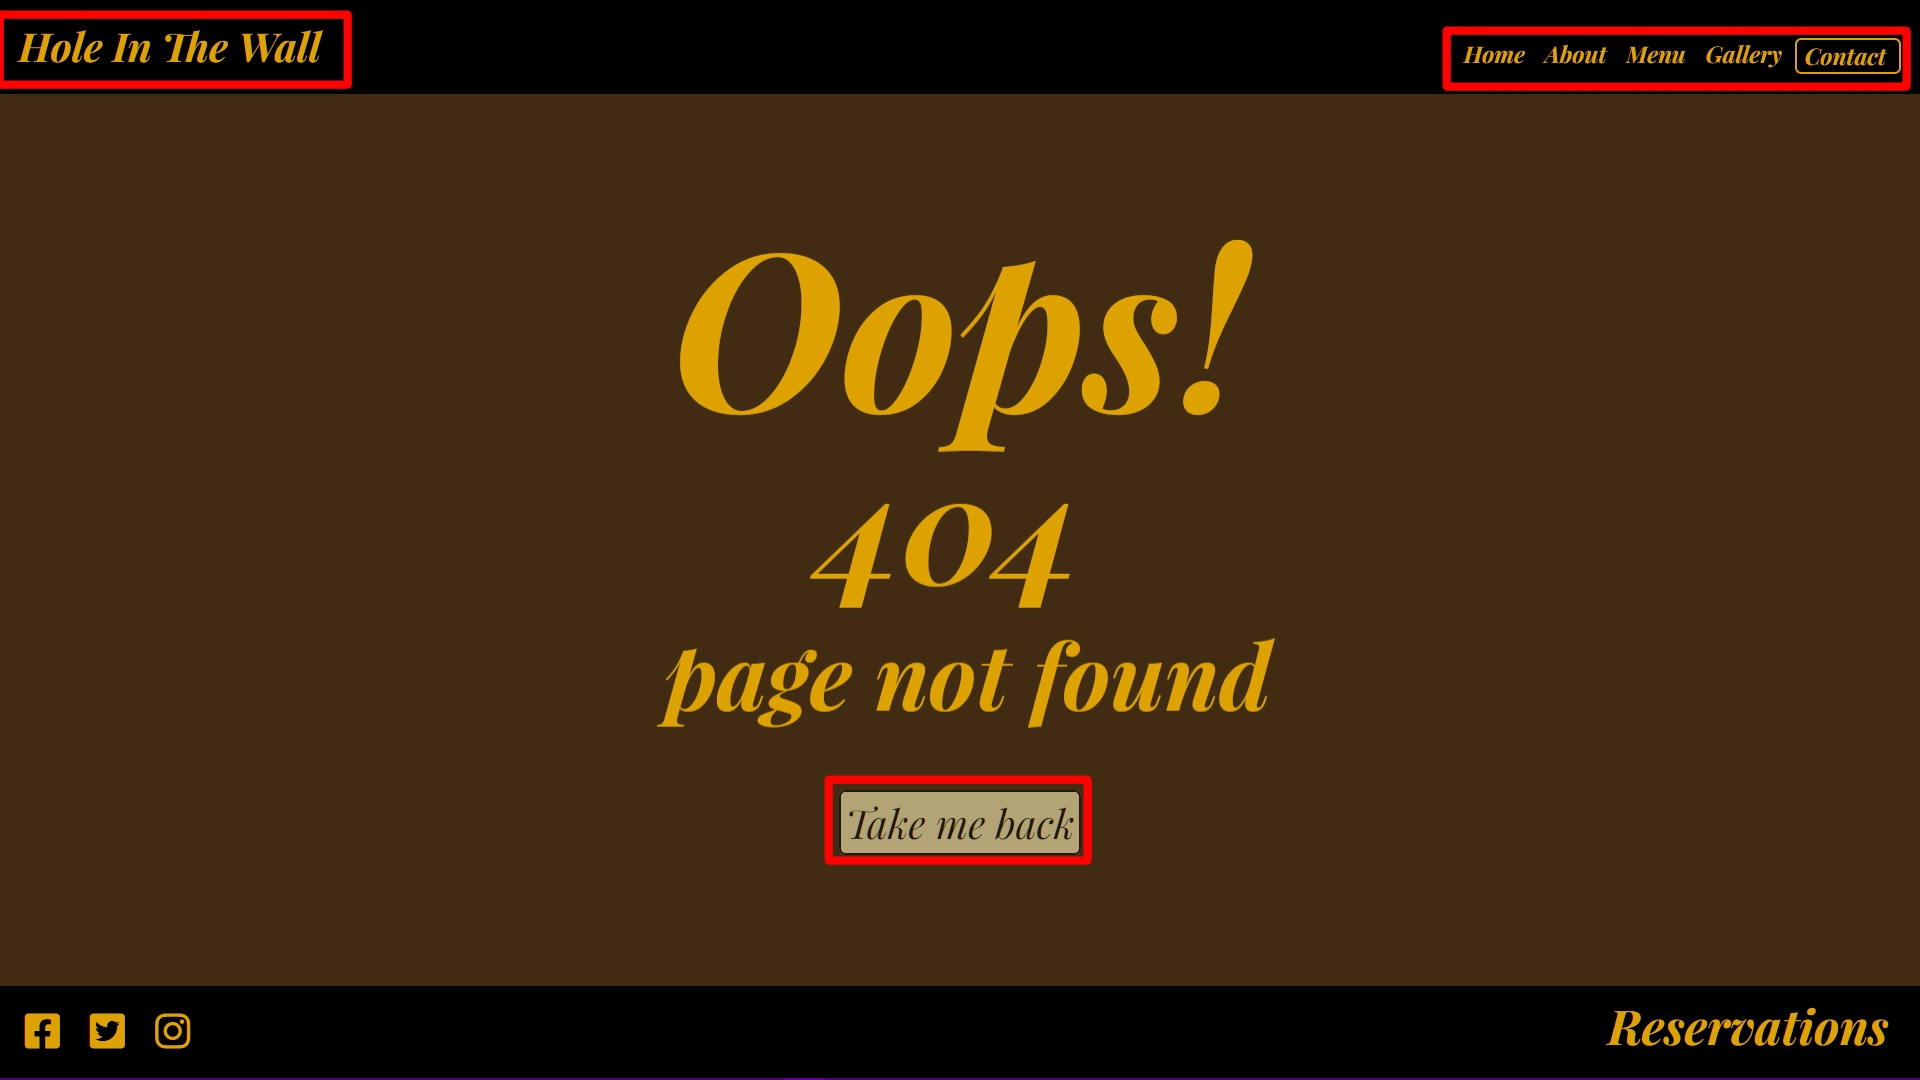 Hole In The Wall
Home About Menu Gallery Contact
Oops!
404
page not found
Take me back
Reservations